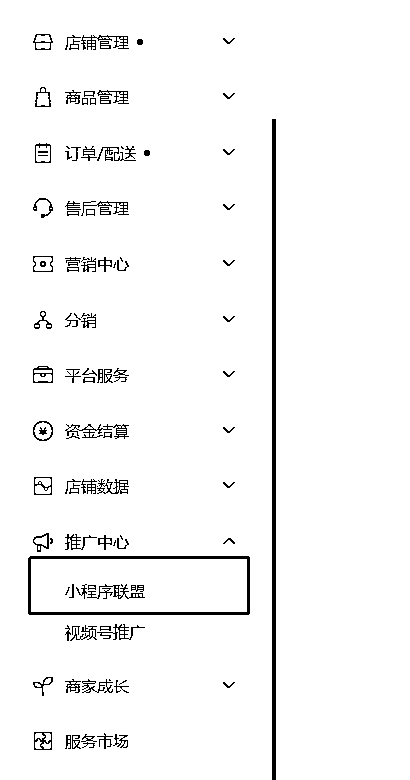 店铺管理
商品管理
订单/配送
售后管理
营销中心
分销
平台服务
资金结算
店铺数据
推广中心
小程序联盟
视频号推广
商家成长
服务市场